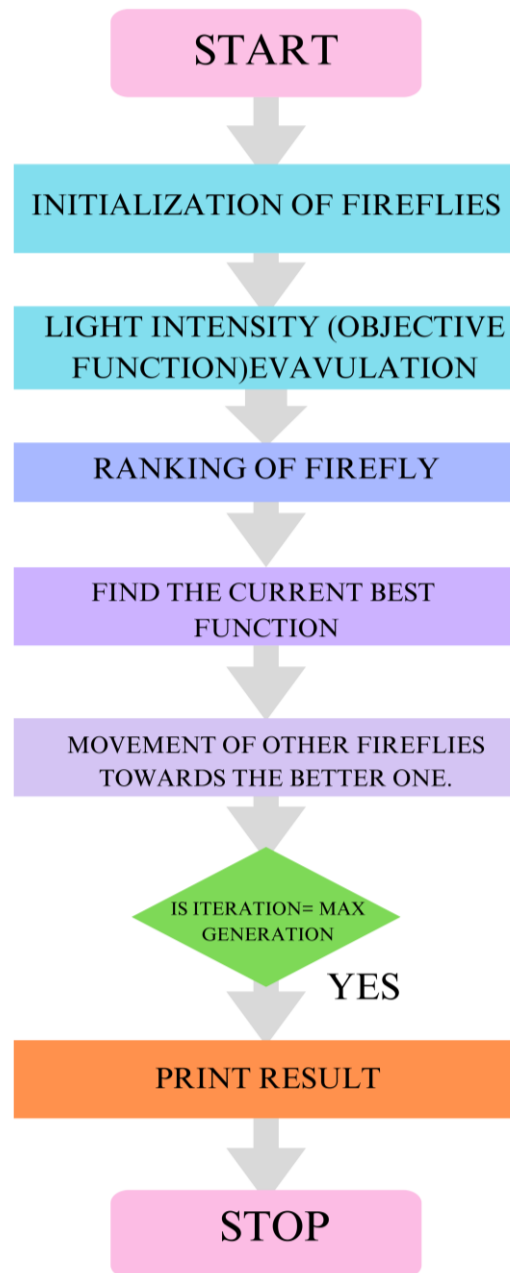 START
INITIALIZATION OF FIREFLIES
LIGHT INTENSITY (OBJECTIVE
FUNCTION)EVAVULATION
RANKING OF FIREFLY
FIND THE CURRENT BEST
FUNCTION
MOVEMENT OF OTHER FIREFLIES
TOWARDS THE BETTER ONE.
IS ITERATION= MAX
GENERATION
YES
PRINT RESULT
STOP